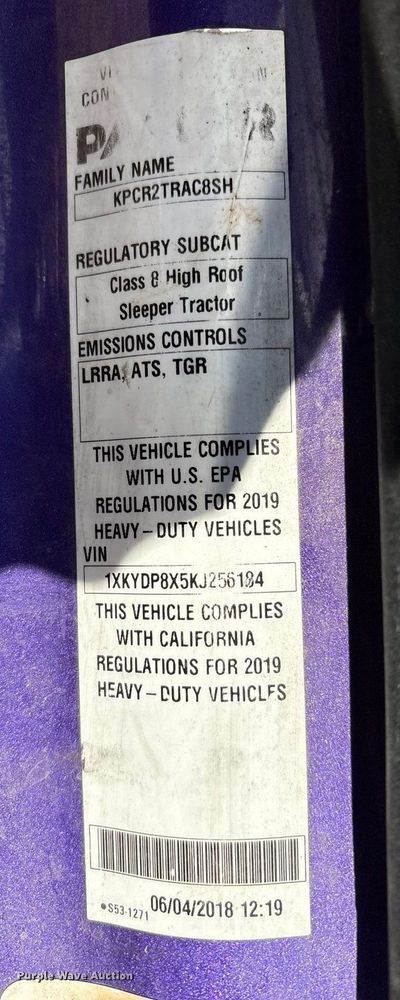 CON
FAMILY NAME
KPCR2TRAC8SH
REGULATORY SUBCAT
Class 8 High Roof
Sleeper Tractor
EMISSIONS CONTROLS
LRRA, ATS, TGR
THIS VEHICLE COMPLIES
WITH U.S. EPA
REGULATIONS FOR 2019
HEAVY-DUTY VEHICLES
VIN
1XKYDP8X5KJ256184
THIS VEHICLE COMPLIES
WITH CALIFORNIA
REGULATIONS FOR 2019
HEAVY-DUTY VEHICLES
•S53-1271 06/04/2018 12:19
Purple Wave Auction